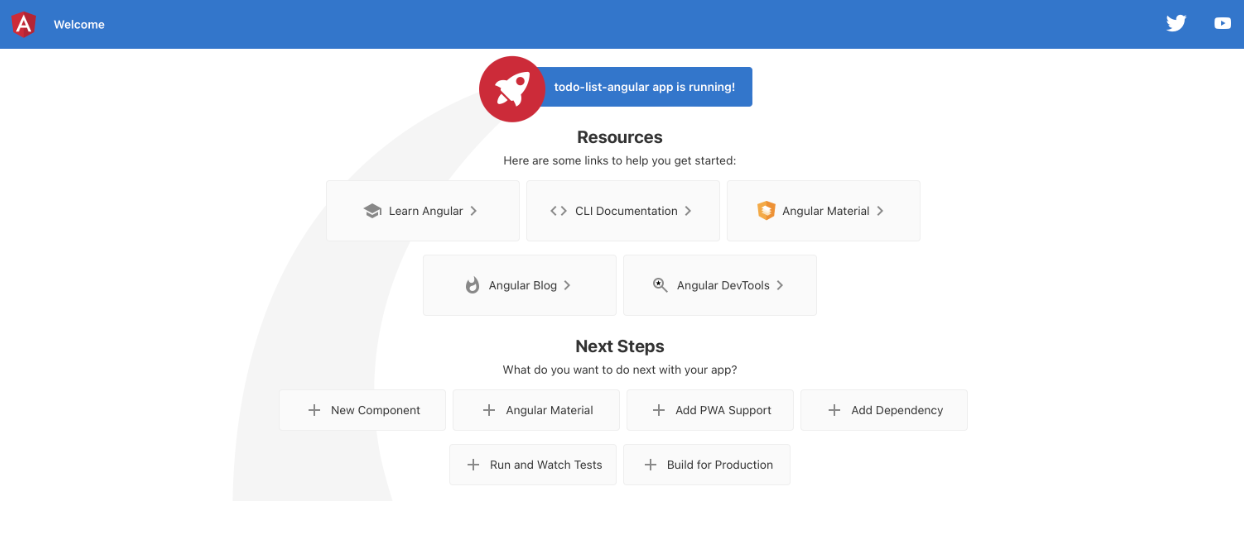 Welcome
todo-list-angular app is running!
Resources
Here are some links to help you get started:
Learn Angular
CLI Documentation
Angular Material
Angular Blog
Angular DevTools
Next Steps
What do you want to do next with your app?
New Component
Angular Material
Add PWA Support
Add Dependency
Run and Watch Tests
Build for Production